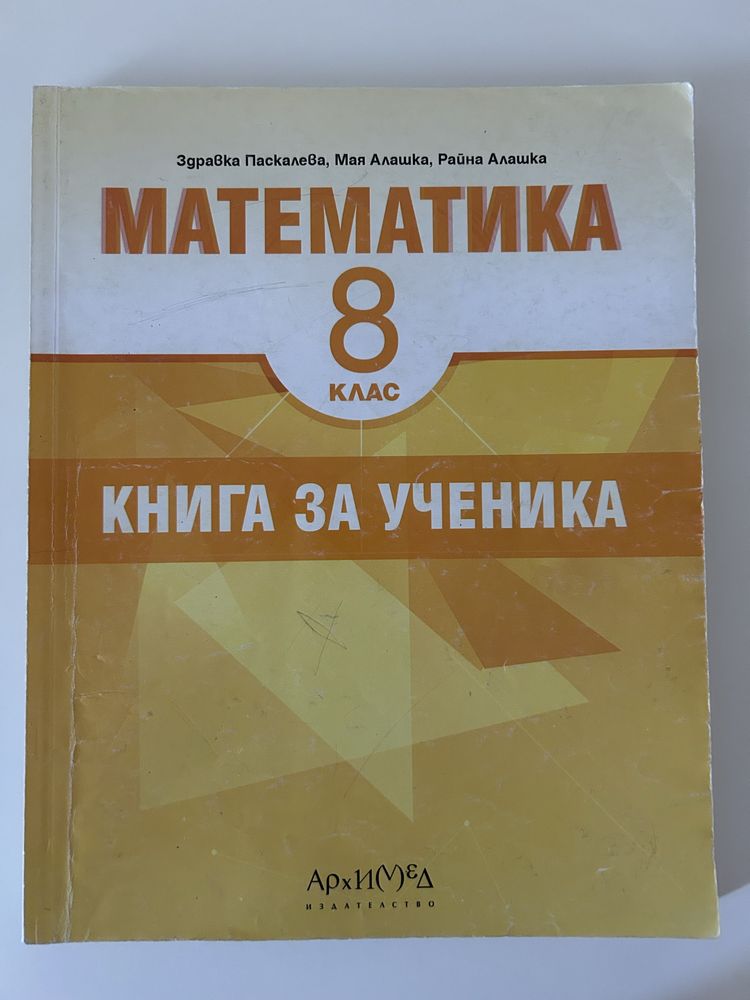 Здравка Паскалева, Мая Алашка, Райна Алашка
МАТЕМАТИКА
8
КЛАС
КНИГА ЗА УЧЕНИКА
АрхИМЕД
ИЗДАТЕЛСТВО